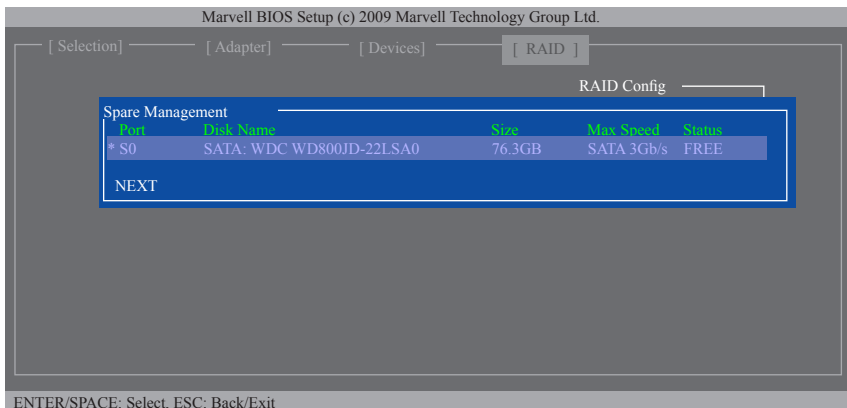 Marvell BIOS Setup (c) 2009 Marvell Technology Group Ltd.
[ Selection] [ Adapter] [ Devices] [ RAID ]
RAID Config
Spare Management
Port Disk Name Size Max Speed Status
* S0 SATA: WDC WD800JD-22LSA0 76.3GB SATA 3Gb/s FREE
NEXT
ENTER/SPACE: Select, ESC: Back/Exit